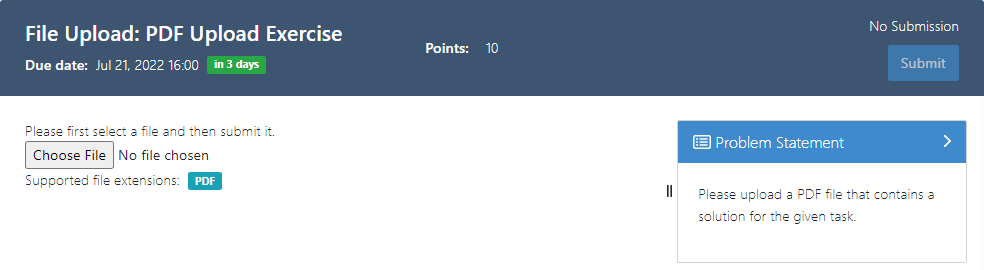 File Upload: PDF Upload Exercise
Due date: Jul 21, 2022 16:00 in 3 days
Points: 10
No Submission
Submit
Please first select a file and then submit it.
Choose File No file chosen
Supported file extensions: PDF
Problem Statement
Please upload a PDF file that contains a
solution for the given task.